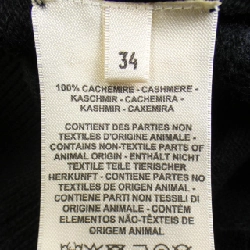 34
100% CACHEMIRE - CASHMERE -
KASCHMIR - CACHEMIRA -
KASHMIR - CAXEMIRA
CONTIENT DES PARTIES NON
TEXTILES D'ORIGINE ANIMALE -
CONTAINS NON-TEXTILE PARTS OF
ANIMAL ORIGIN - ENTHÄLT NICHT
TEXTILE TEILE TIERISCHER
HERKUNFT - CONTIENE PARTES NON
TEXTILES DE ORIGINE ANIMAL -
CONTIENE PARTI NON TESSILI DI
ORIGINE ANIMALE - CONTÉM
ELEMENTOS NÃO-TÊXTEIS DE
ORIGEM ANIMAL